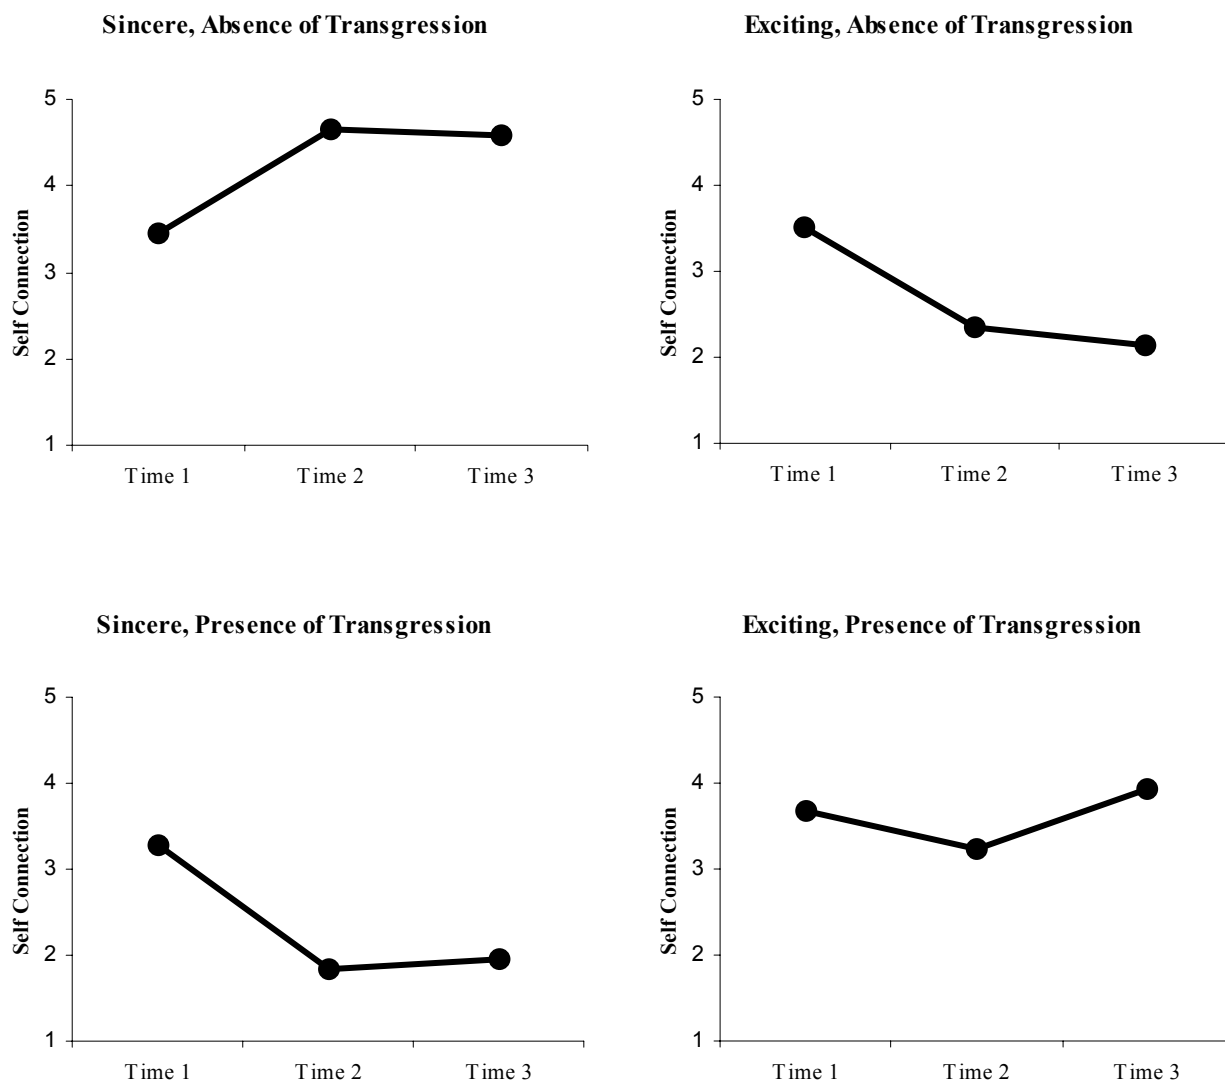 Sincere, Absence of Transgression
5
4
3
2
1
Self Connection
Time 1 Time 2 Time 3
Exciting, Absence of Transgression
5
4
3
2
1
Self Connection
Time 1 Time 2 Time 3
Sincere, Presence of Transgression
5
4
3
2
1
Self Connection
Time 1 Time 2 Time 3
Exciting, Presence of Transgression
5
4
3
2
1
Self Connection
Time 1 Time 2 Time 3